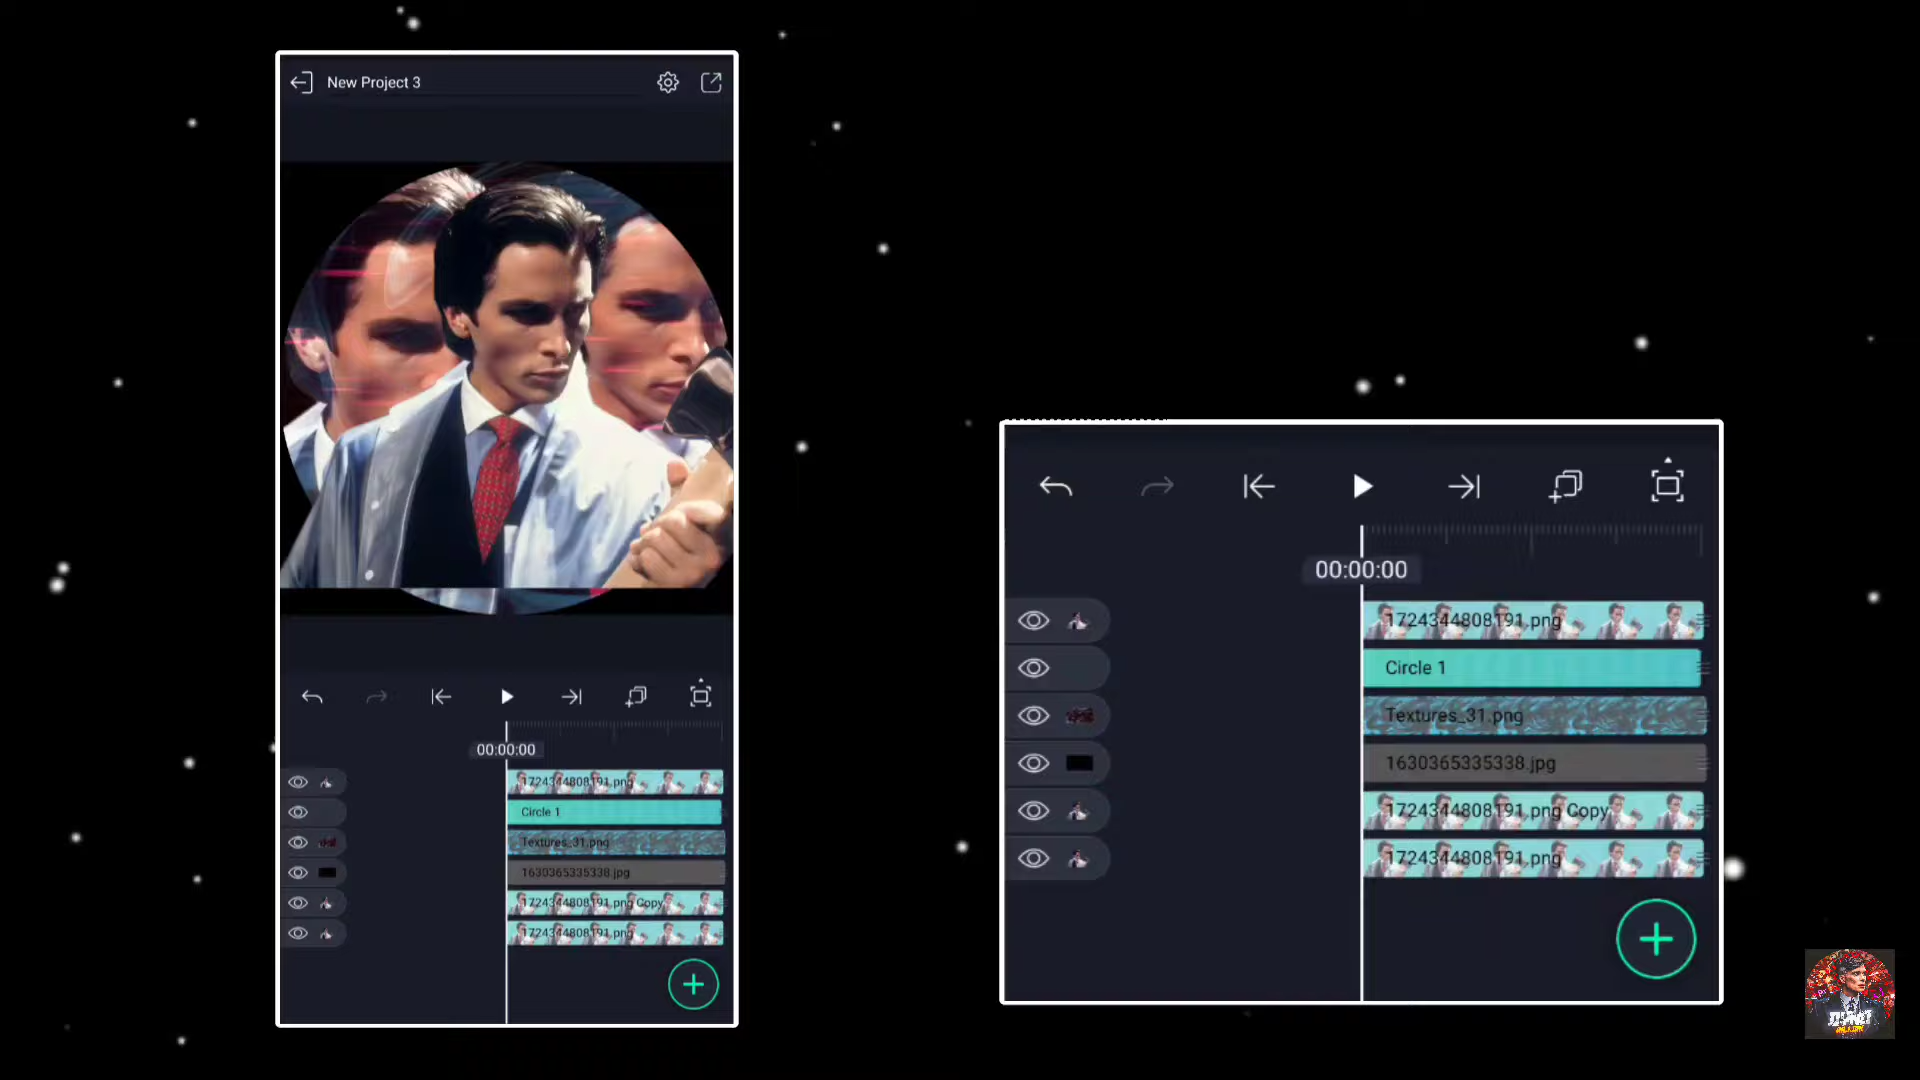 New Project 3
00:00:00
1724344808191.png
Circle 1
Textures_31.png
1630365335338.jpg
1724344808191.png Copy
1724344808191.png
00:00:00
1724344808191.png
Circle 1
Textures_31.png
1630365335338.jpg
1724344808191.png Copy
1724344808191.png